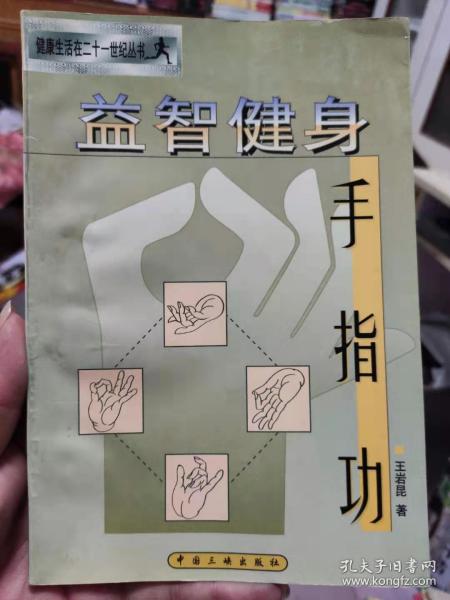 健康生活在二十一世纪丛书
益智健身
手指功
王岩昆 著
中国三峡出版社
孔夫子旧书网
www.kongfz.com